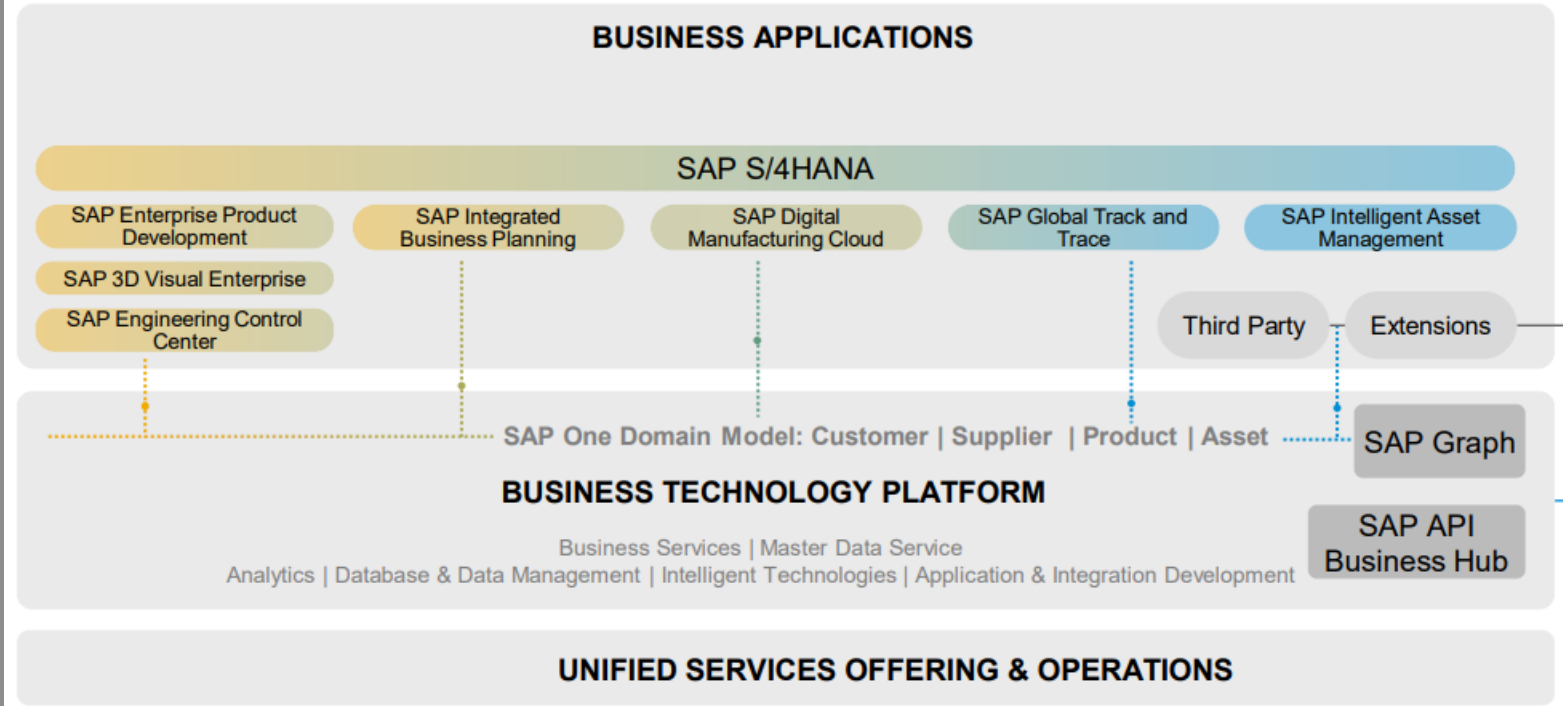 BUSINESS APPLICATIONS
SAP S/4HANA
SAP Enterprise Product
Development
SAP Integrated
Business Planning
SAP Digital
Manufacturing Cloud
SAP Global Track and
Trace
SAP Intelligent Asset
Management
SAP 3D Visual Enterprise
SAP Engineering Control
Center
Third Party
Extensions
SAP One Domain Model: Customer | Supplier | Product | Asset
SAP Graph
BUSINESS TECHNOLOGY PLATFORM
SAP API
Business Hub
Business Services | Master Data Service
Analytics | Database & Data Management | Intelligent Technologies | Application & Integration Development
UNIFIED SERVICES OFFERING & OPERATIONS